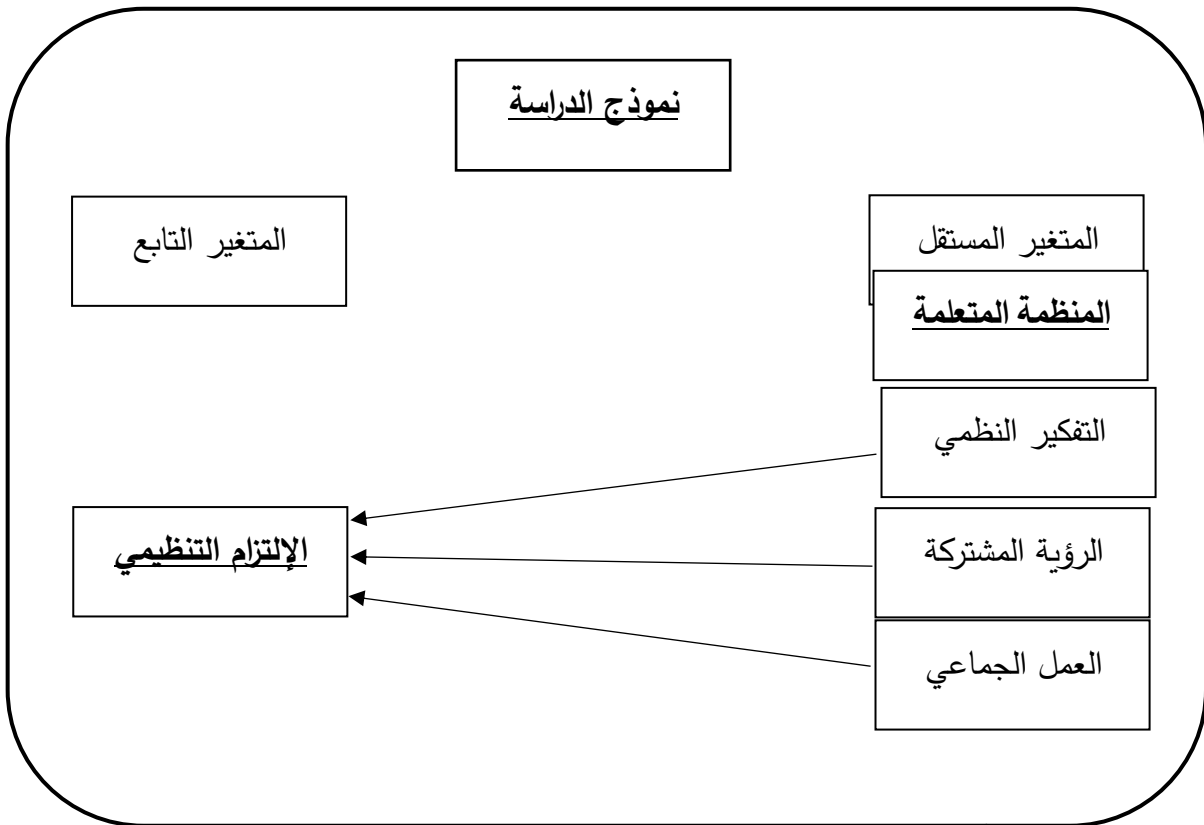 نموذج الدراسة
المتغير المستقل
المتغير التابع
المنظمة المتعلمة
التفكير النظمي
الرؤية المشتركة
الإلتزام التنظيمي
العمل الجماعي